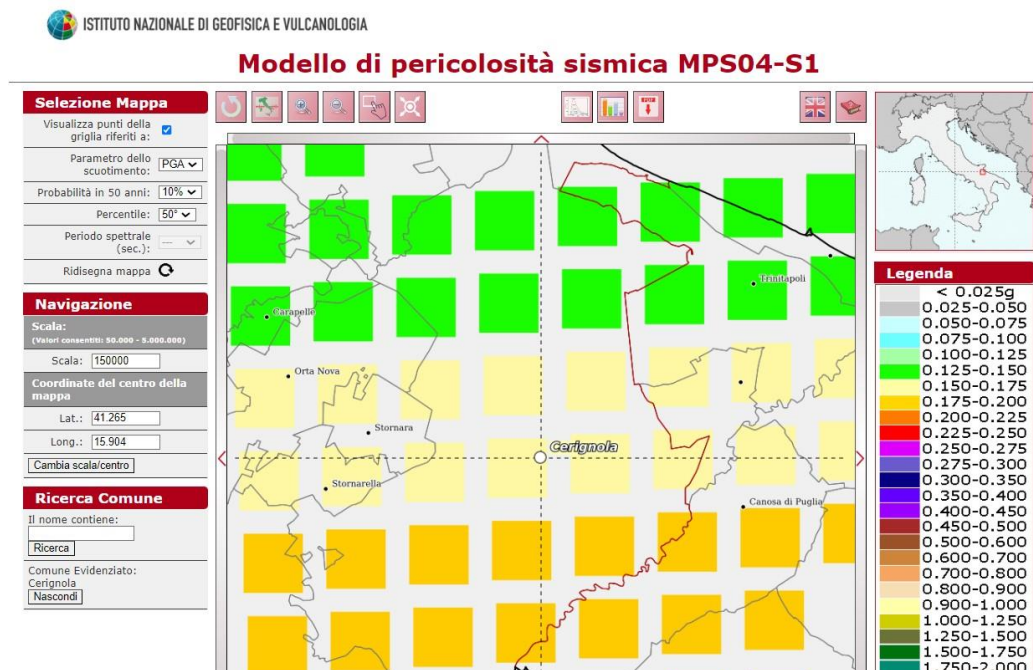 ISTITUTO NAZIONALE DI GEOFISICA E VULCANOLOGIA
Modello di pericolosità sismica MPS04-S1
Selezione Mappa
Visualizza punti della
griglia riferiti a:
Parametro dello
scuotimento:
PGA
Probabilità in 50 anni:
10%
Percentile:
50°
Periodo spettrale
(sec.):
---
Ridisegna mappa
Navigazione
Scala:
(Valori consentiti: 50.000 - 5.000.000)
Scala:
150000
Coordinate del centro della
mappa
Lat.:
41.265
Long.:
15.904
Cambia scala/centro
Ricerca Comune
Il nome contiene:
Ricerca
Comune Evidenziato:
Cerignola
Nascondi
Trinitapoli
Carapelle
Orta Nova
Stornara
Cerignola
Stornarella
Canosa di Puglia
Legenda
< 0.025g
0.025-0.050
0.050-0.075
0.075-0.100
0.100-0.125
0.125-0.150
0.150-0.175
0.175-0.200
0.200-0.225
0.225-0.250
0.250-0.275
0.275-0.300
0.300-0.350
0.350-0.400
0.400-0.450
0.450-0.500
0.500-0.600
0.600-0.700
0.700-0.800
0.800-0.900
0.900-1.000
1.000-1.250
1.250-1.500
1.500-1.750
1.750-2.000